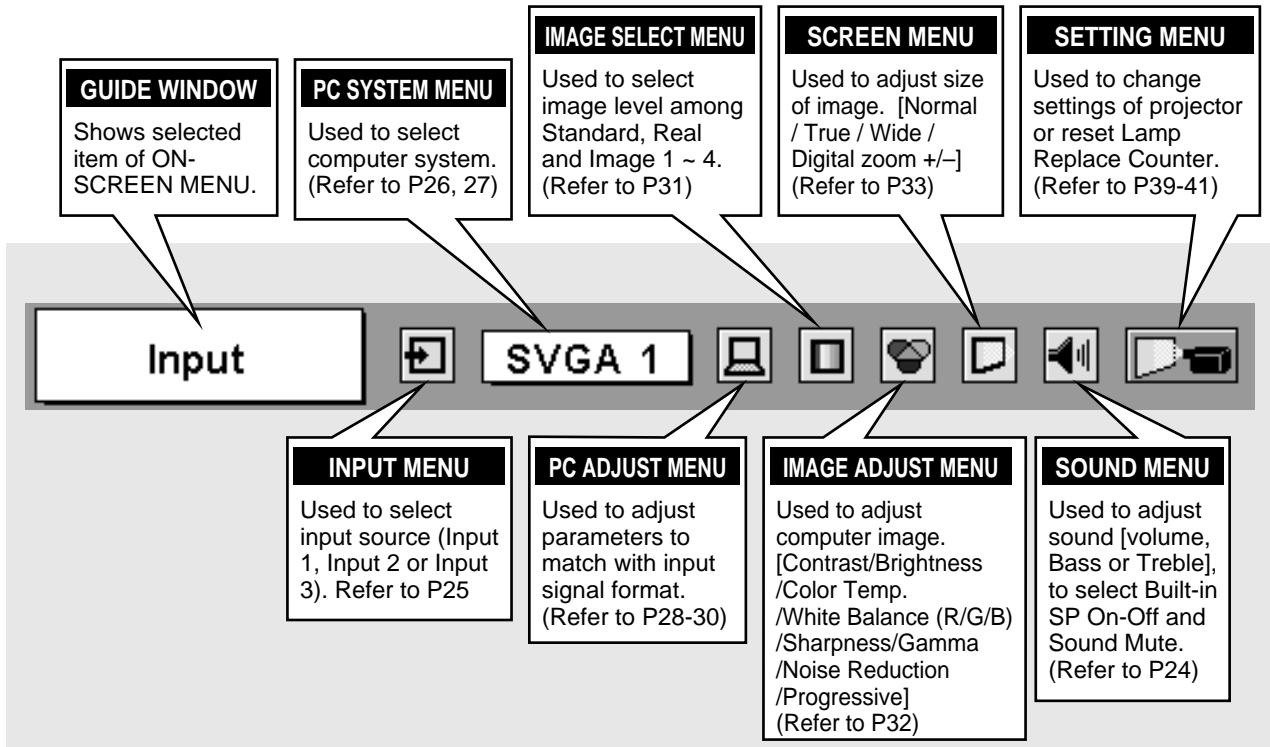 GUIDE WINDOW
Shows selected
item of ON-
SCREEN MENU.
PC SYSTEM MENU
Used to select
computer system.
(Refer to P26, 27)
IMAGE SELECT MENU
Used to select
image level among
Standard, Real
and Image 1 ~ 4.
(Refer to P31)
SCREEN MENU
Used to adjust size
of image.  [Normal
/ True / Wide /
Digital zoom +/–]
(Refer to P33)
SETTING MENU
Used to change
settings of projector
or reset Lamp
Replace Counter.
(Refer to P39-41)
Input
SVGA 1
INPUT MENU
Used to select
input source (Input
1, Input 2 or Input
3). Refer to P25
PC ADJUST MENU
Used to adjust
parameters to
match with input
signal format.
(Refer to P28-30)
IMAGE ADJUST MENU
Used to adjust
computer image.
[Contrast/Brightness
/Color Temp.
/White Balance (R/G/B)
/Sharpness/Gamma
/Noise Reduction
/Progressive]
(Refer to P32)
SOUND MENU
Used to adjust
sound [volume,
Bass or Treble],
to select Built-in
SP On-Off and
Sound Mute.
(Refer to P24)